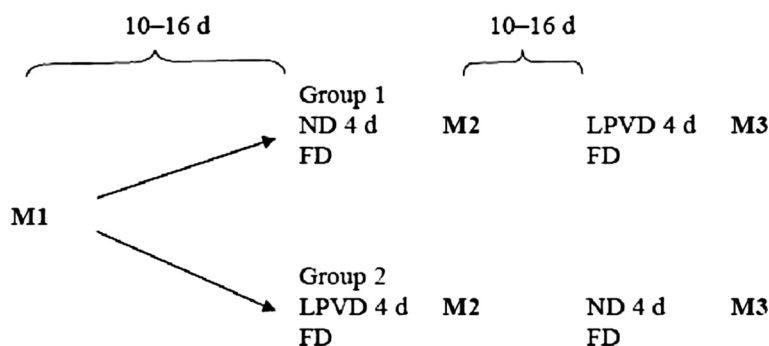 10–16 d 10–16 d
Group 1
ND 4 d M2 LPVD 4 d M3
FD FD
M1
Group 2
LPVD 4 d M2 ND 4 d M3
FD FD